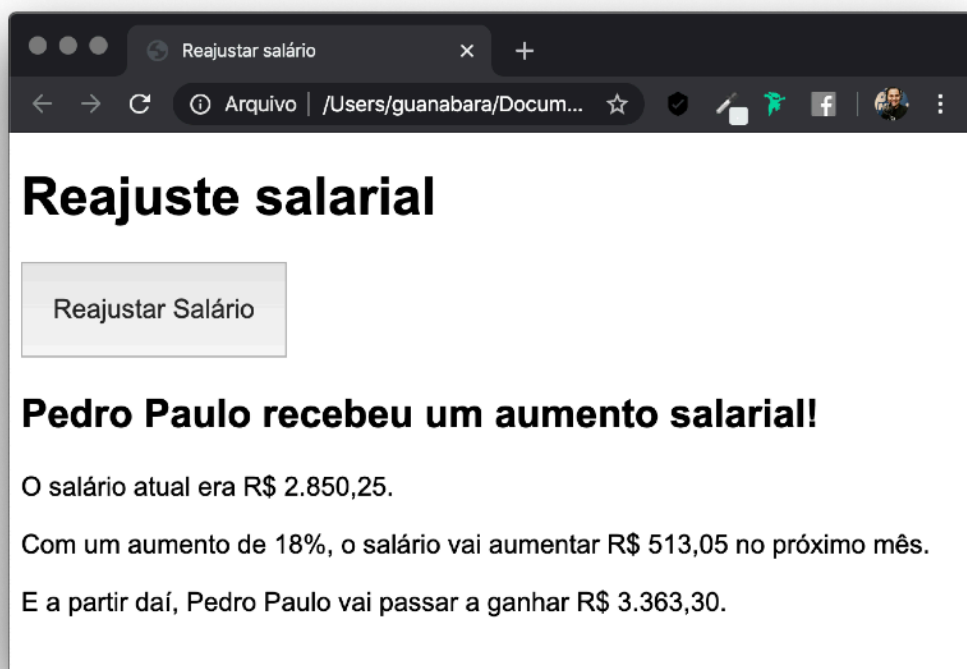 Reajustar salário
Arquivo | /Users/guanabara/Docum...
Reajuste salarial
Reajustar Salário
Pedro Paulo recebeu um aumento salarial!
O salário atual era R$ 2.850,25.
Com um aumento de 18%, o salário vai aumentar R$ 513,05 no próximo mês.
E a partir daí, Pedro Paulo vai passar a ganhar R$ 3.363,30.